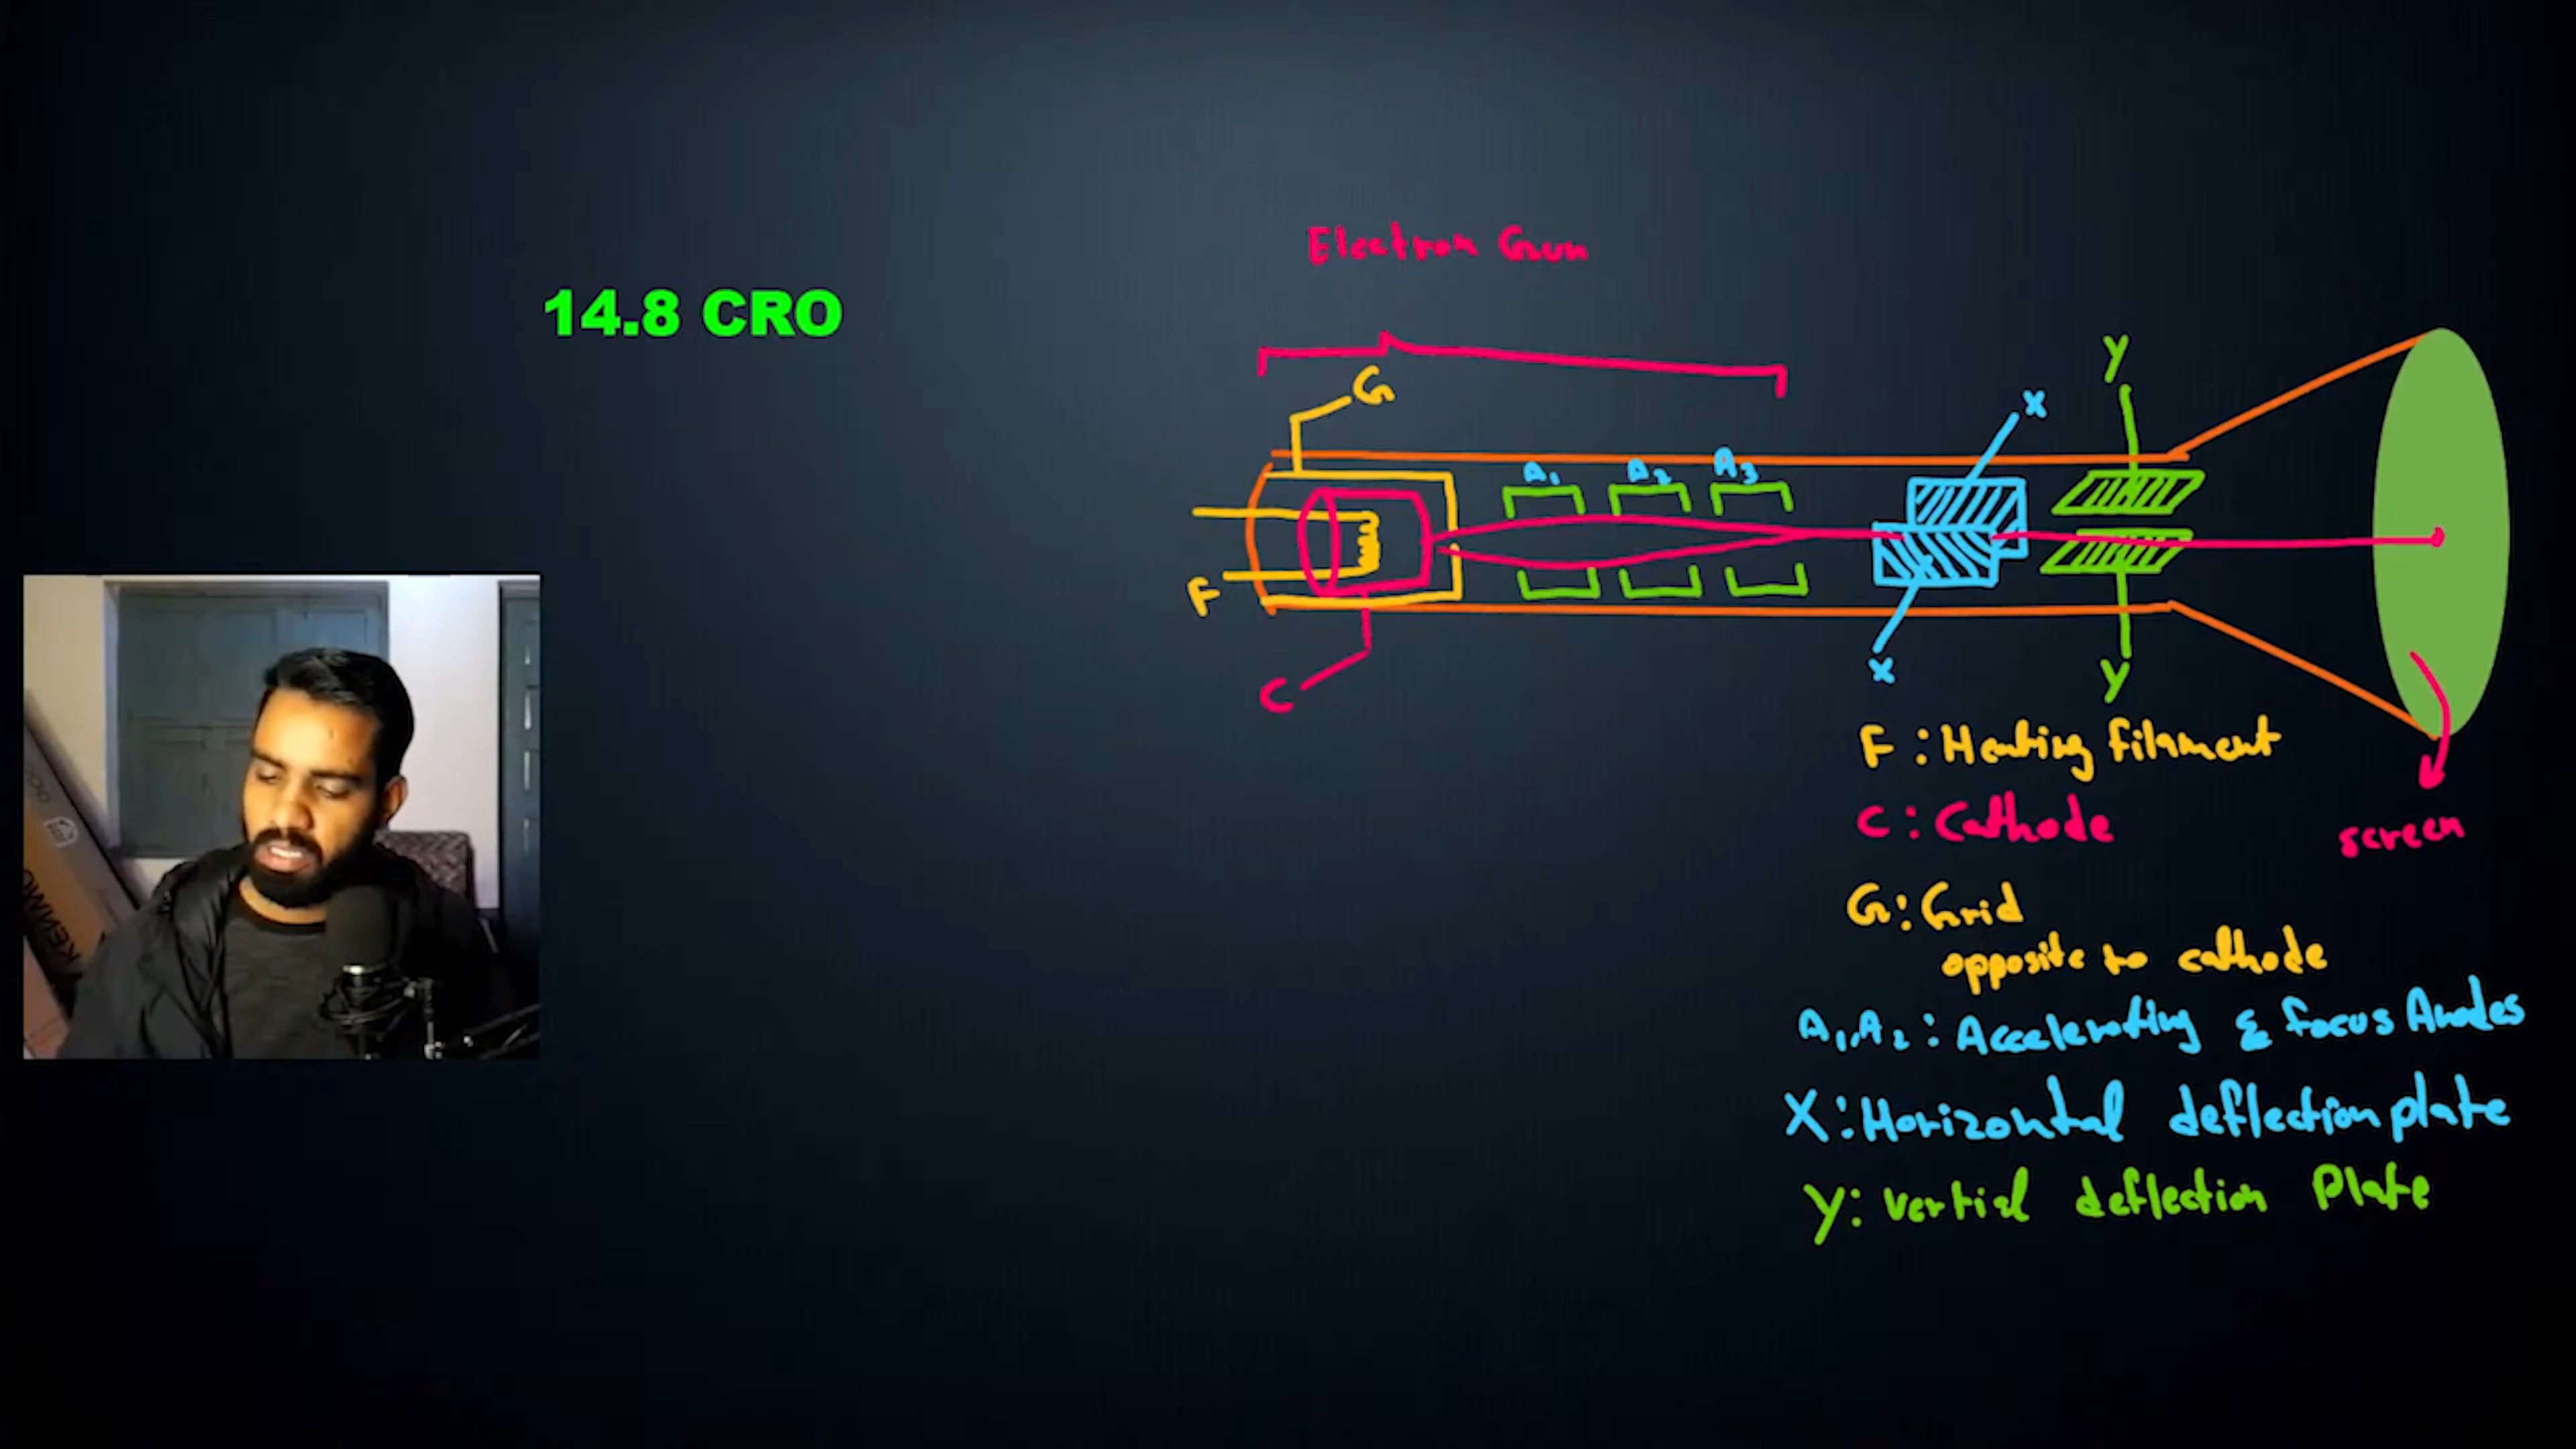 Electron Gun
14.8 CRO
G
X
Y
A1
A2
A3
F
C
X
Y
F : Heating filament
C : Cathode
screen
G : Grid
opposite to cathode
A1, A2 : Accelerating & focus Anodes
X : Horizontal deflection plate
Y : Vertical deflection Plate